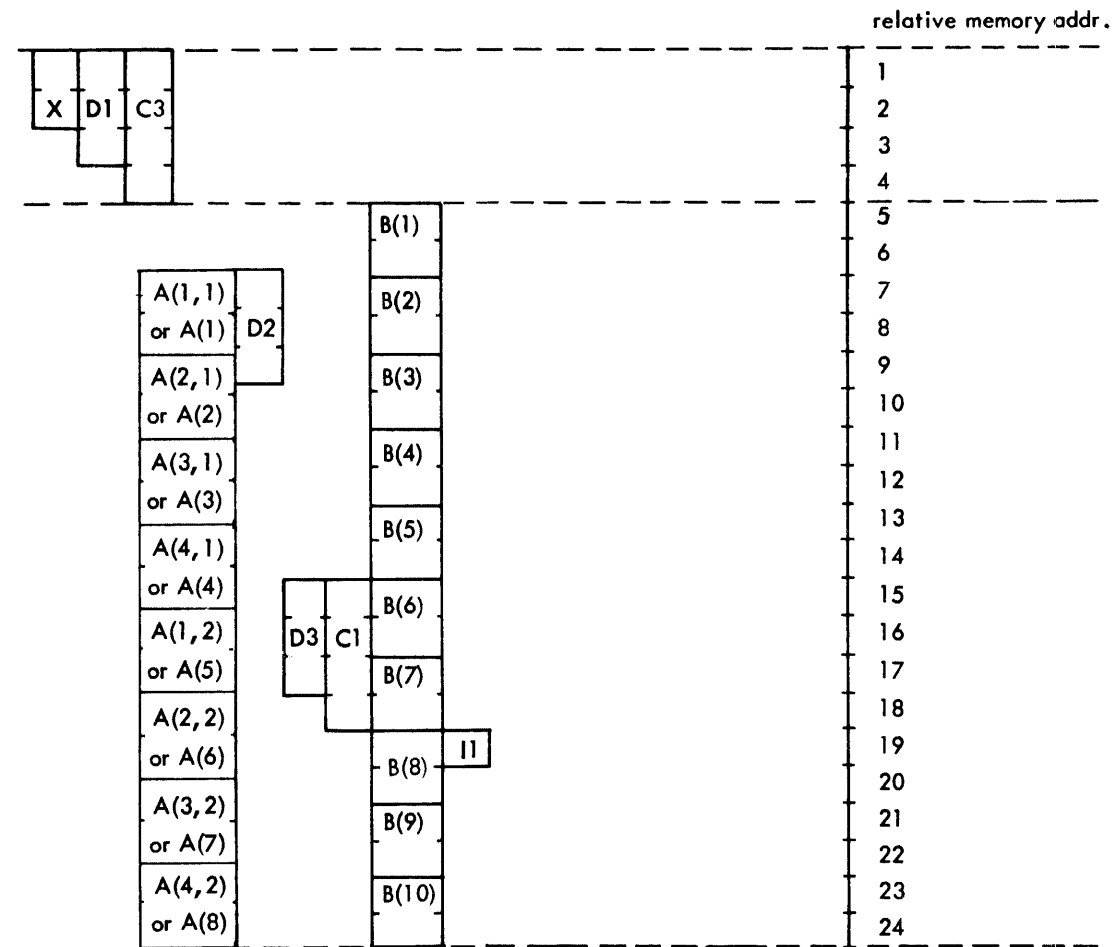 relative memory addr.
1
X D1 C3 2
3
4
B(1) 5
6
A(1,1) B(2) 7
or A(1) D2 8
A(2,1) B(3) 9
or A(2) 10
A(3,1) B(4) 11
or A(3) 12
A(4,1) B(5) 13
or A(4) 14
B(6) 15
A(1,2) D3 C1 16
or A(5) B(7) 17
A(2,2) 18
or A(6) B(8) I1 19
20
A(3,2) B(9) 21
or A(7) 22
A(4,2) B(10) 23
or A(8) 24